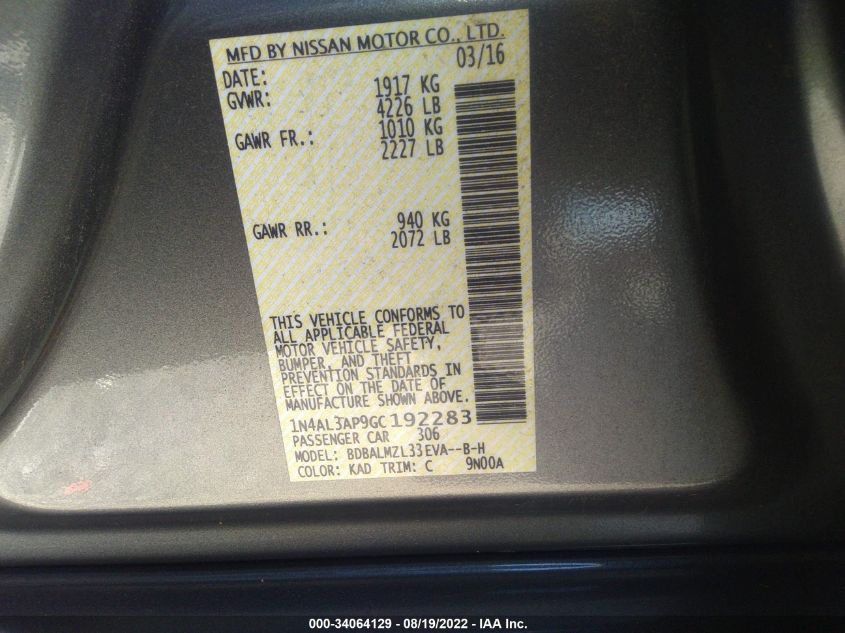 MFD BY NISSAN MOTOR CO., LTD.
DATE: 03/16
GVWR: 1917 KG
4226 LB
GAWR FR.: 1010 KG
2227 LB
GAWR RR.: 940 KG
2072 LB
THIS VEHICLE CONFORMS TO
ALL APPLICABLE FEDERAL
MOTOR VEHICLE SAFETY,
BUMPER, AND THEFT
PREVENTION STANDARDS IN
EFFECT ON THE DATE OF
MANUFACTURE SHOWN ABOVE.
1N4AL3AP9GC192283
PASSENGER CAR 306
MODEL: BDBALMZL33EVA--B-H
COLOR: KAD TRIM: C 9N00A
000-34064129 - 08/19/2022 - IAA Inc.